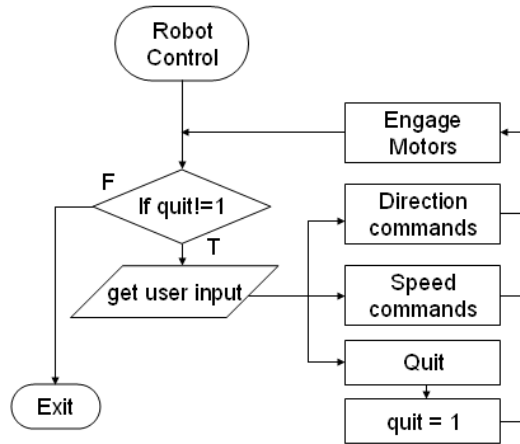 Robot
Control
Engage
Motors
F
If quit!=1
T
Direction
commands
get user input
Speed
commands
Quit
Exit
quit = 1